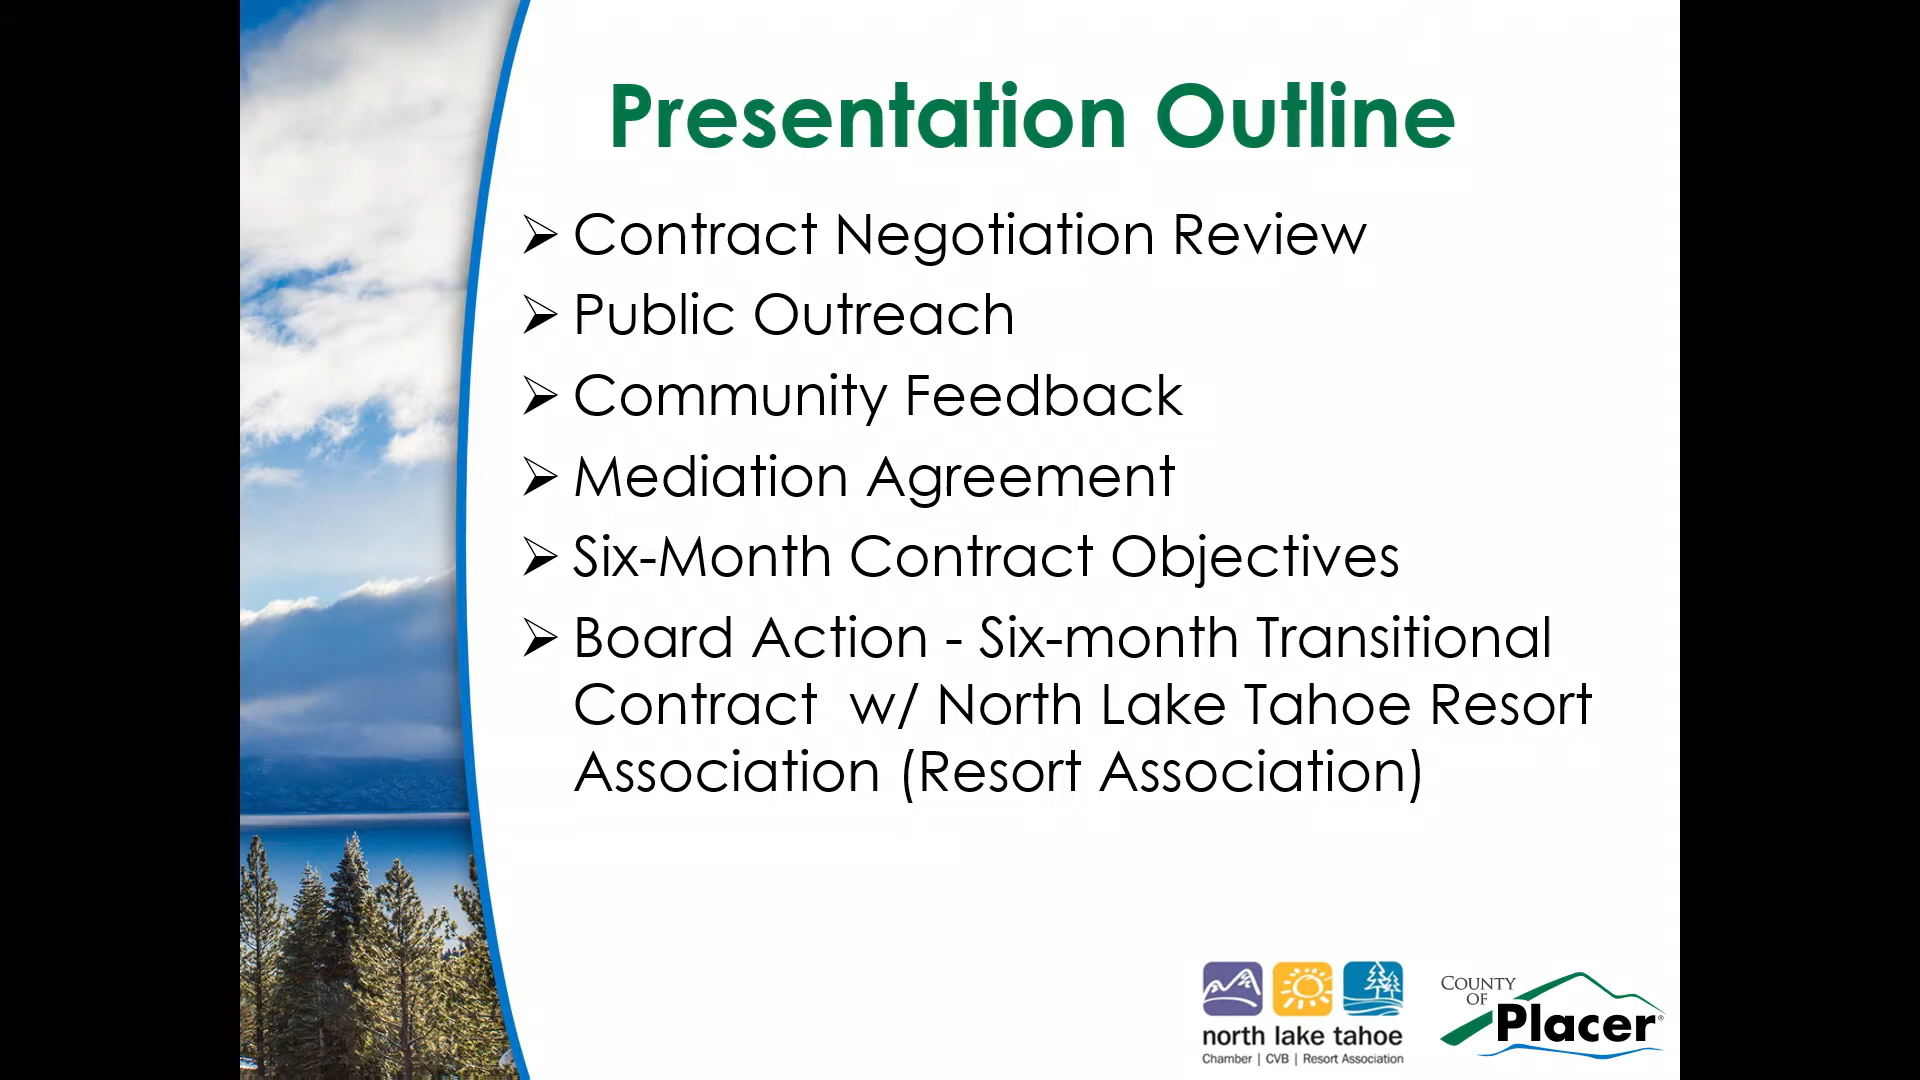 Presentation Outline
➢ Contract Negotiation Review
➢ Public Outreach
➢ Community Feedback
➢ Mediation Agreement
➢ Six-Month Contract Objectives
➢ Board Action - Six-month Transitional
Contract  w/ North Lake Tahoe Resort
Association (Resort Association)
north lake tahoe
Chamber | CVB | Resort Association
COUNTY
OF
Placer®